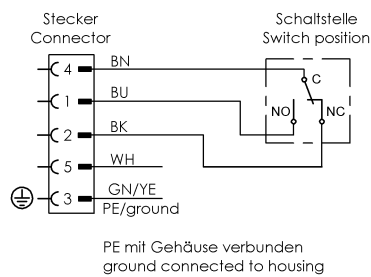 Stecker
Connector
Schaltstelle
Switch position
4 BN
C
1 BU
NO NC
2 BK
5 WH
3 GN/YE
PE/ground
PE mit Gehäuse verbunden
ground connected to housing